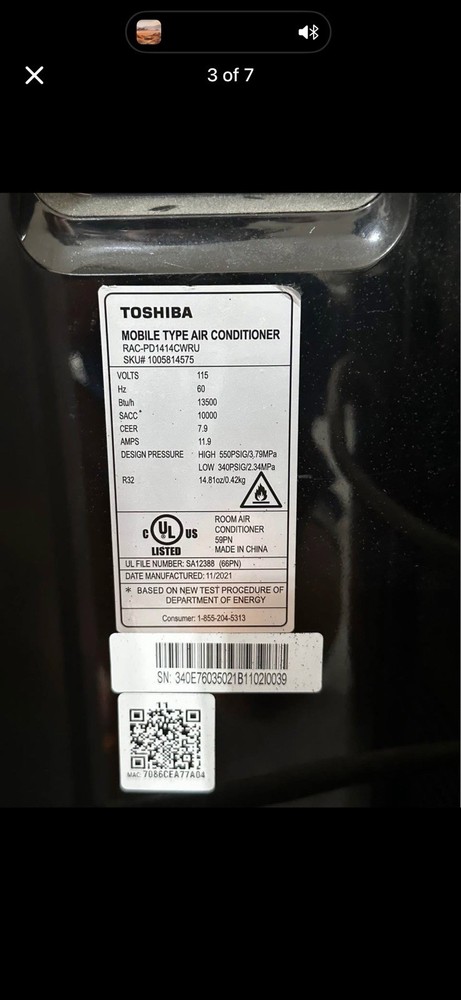 3 of 7
TOSHIBA
MOBILE TYPE AIR CONDITIONER
RAC-PD1414CWRU
SKU# 1005814575
VOLTS 115
Hz 60
Btu/h 13500
SACC* 10000
CEER 7.9
AMPS 11.9
DESIGN PRESSURE HIGH 550PSIG/3.79MPa
LOW 340PSIG/2.34MPa
R32 14.81oz/0.42kg
C UL US
LISTED
ROOM AIR
CONDITIONER
59PN
MADE IN CHINA
UL FILE NUMBER: SA12388 (66PN)
DATE MANUFACTURED: 11/2021
* BASED ON NEW TEST PROCEDURE OF
DEPARTMENT OF ENERGY
Consumer: 1-855-204-5313
SN: 340E76035021B1102I0039
11
MAC 7086CEA77A04